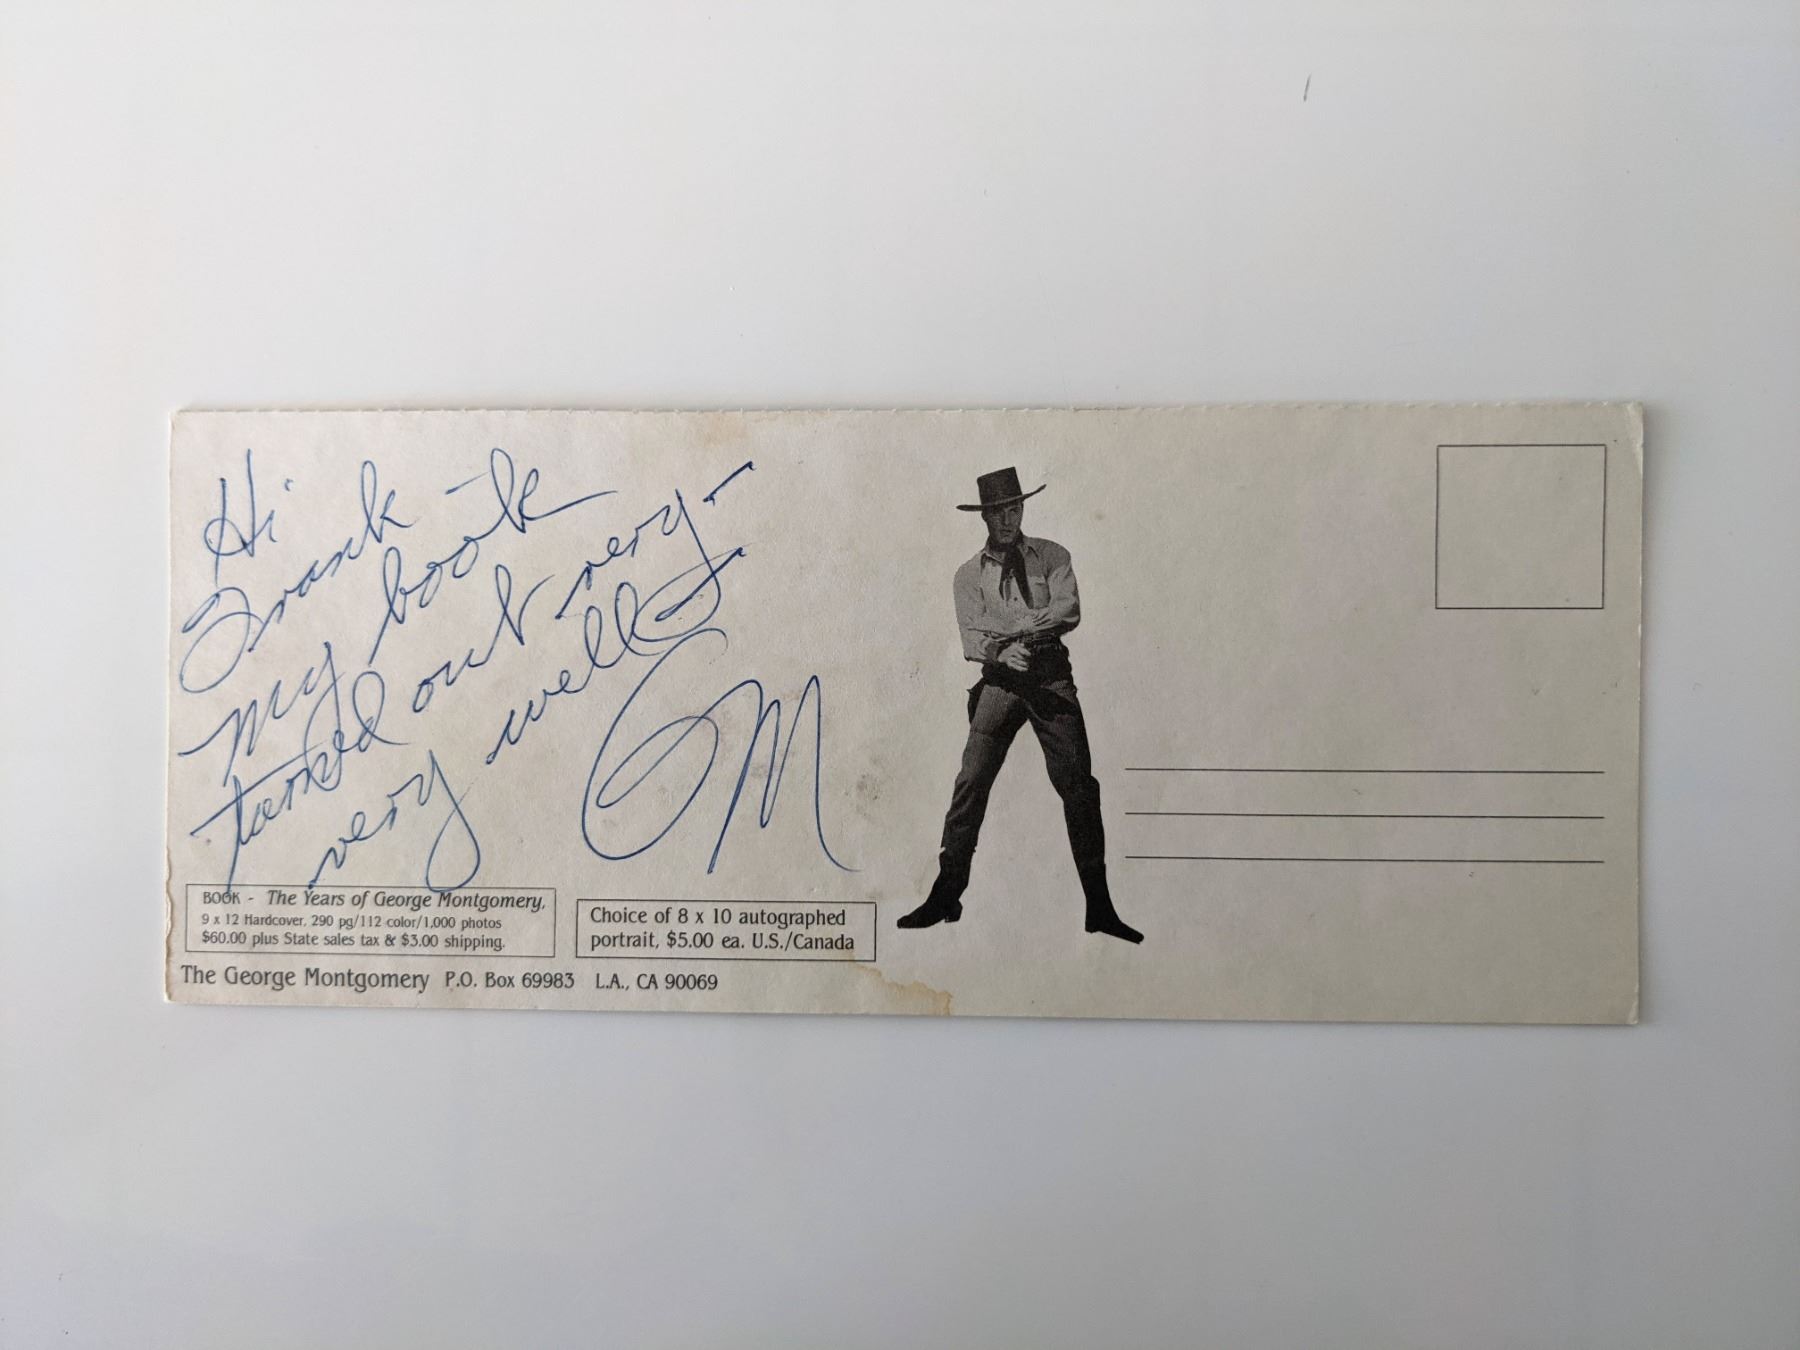 Hi
Frank
My book
turned out very-
very well
GM
BOOK - The Years of George Montgomery,
9 x 12 Hardcover, 290 pg/112 color/1,000 photos
$60.00 plus State sales tax & $3.00 shipping.
Choice of 8 x 10 autographed
portrait, $5.00 ea. U.S./Canada
The George Montgomery P.O. Box 69983 L.A., CA 90069